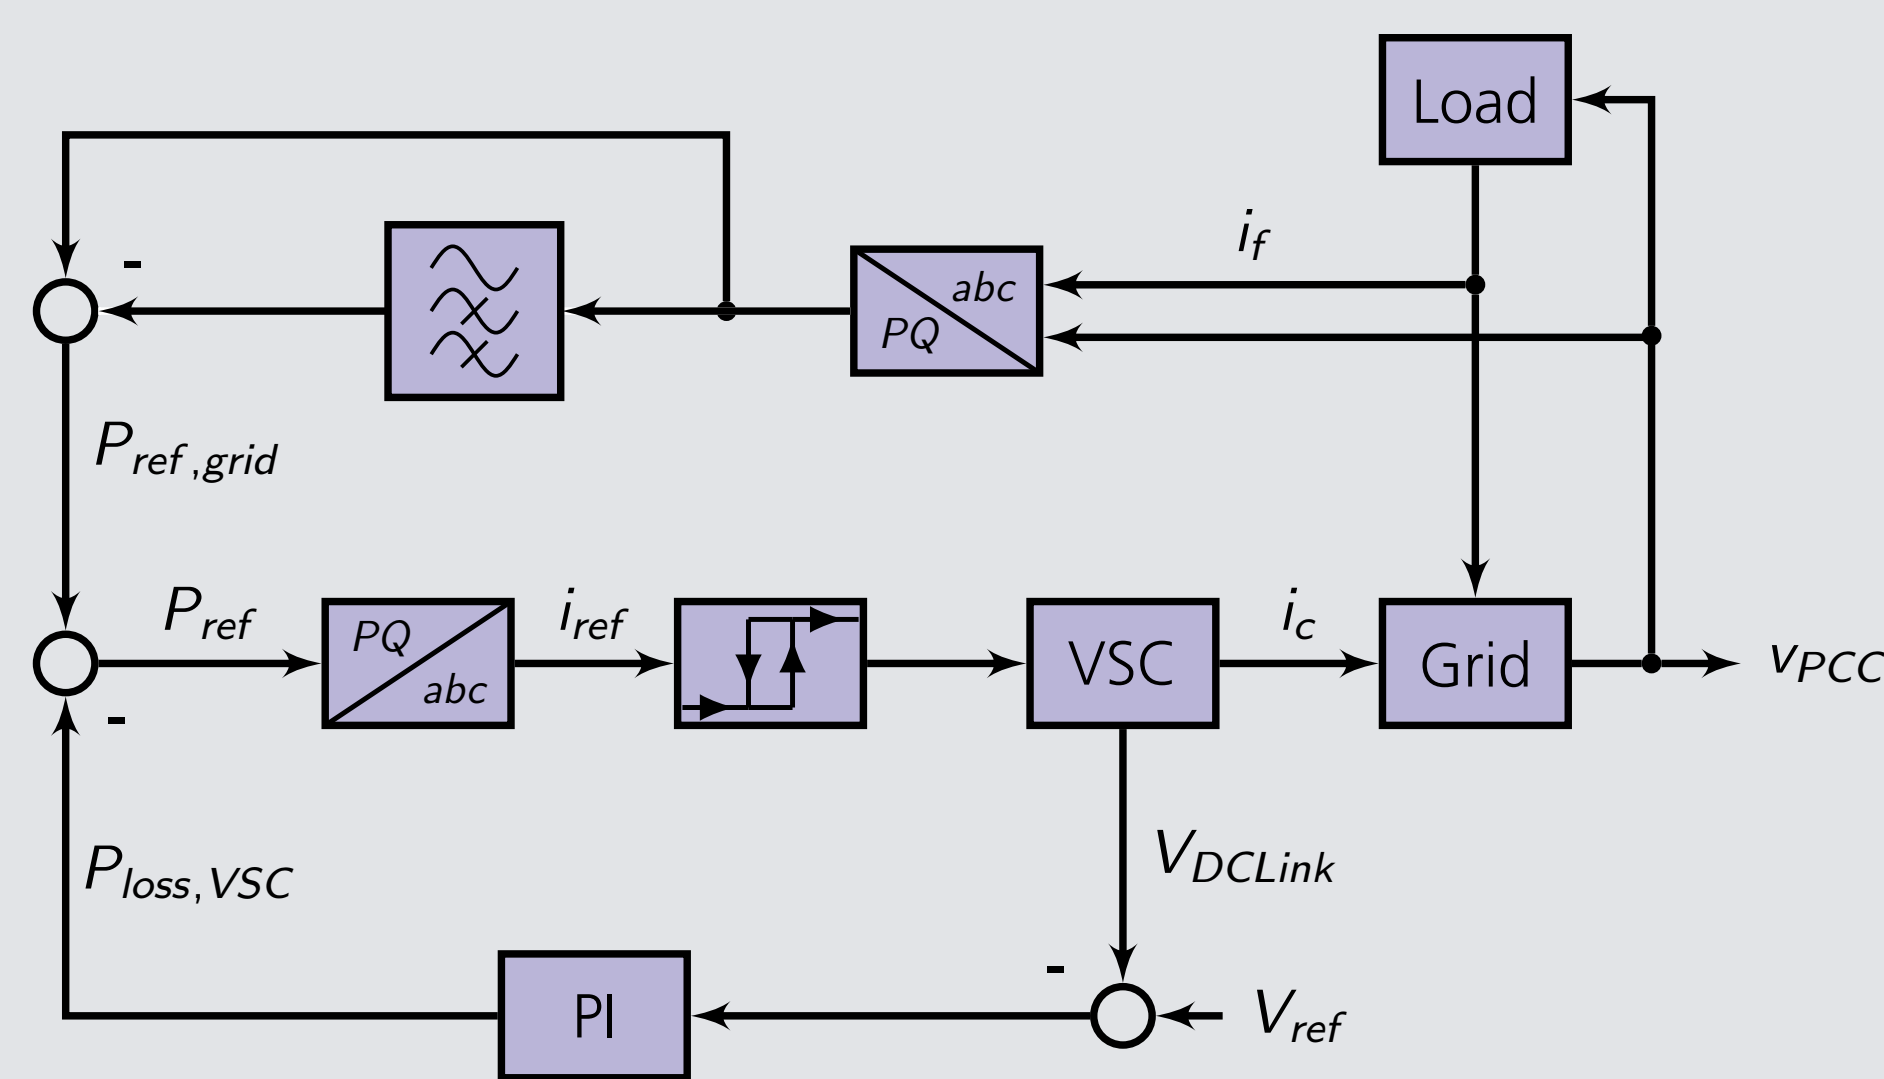 Load
i_f
-
abc
PQ
P_ref,grid
P_ref
PQ
abc
i_ref
VSC
i_c
Grid
v_PCC
-
P_loss,VSC
V_DCLink
-
PI
V_ref